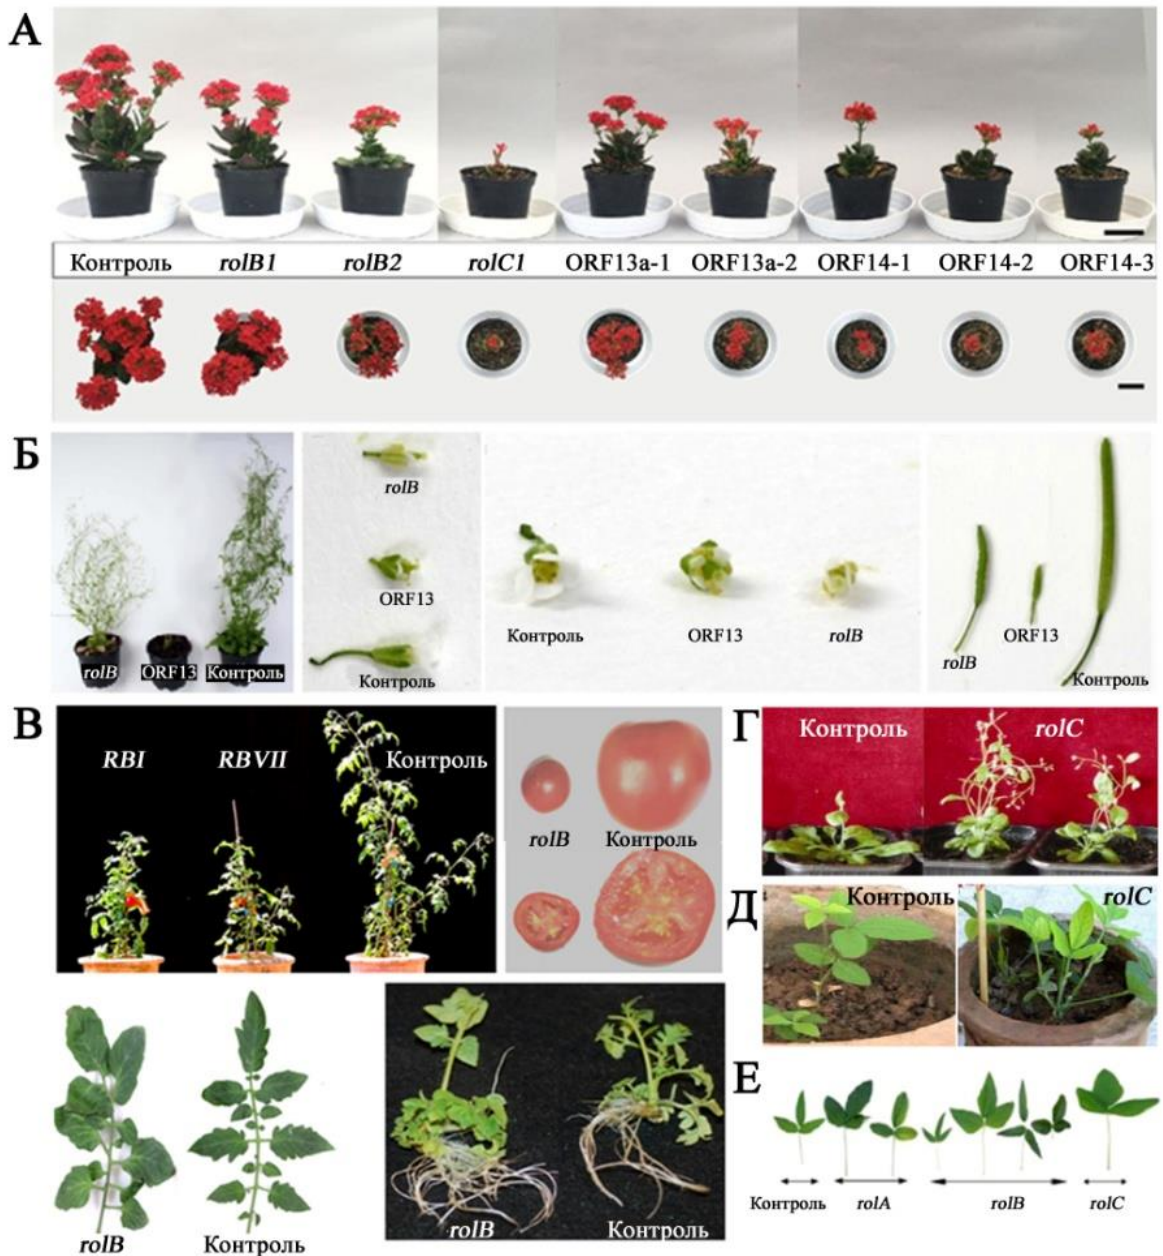 А
Контроль rolB1 rolB2 rolC1 ORF13a-1 ORF13a-2 ORF14-1 ORF14-2 ORF14-3
Б
rolB ORF13 Контроль
rolB
ORF13
Контроль
Контроль ORF13 rolB
rolB ORF13 Контроль
В
RBI RBVII Контроль
rolB Контроль
rolB Контроль
rolB Контроль
Г
Контроль rolC
Д
Контроль rolC
Е
Контроль rolA rolB rolC